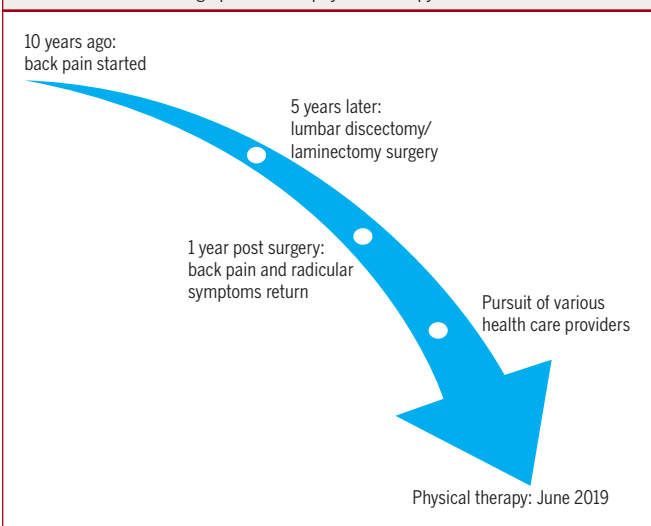 10 years ago:
back pain started
5 years later:
lumbar discectomy/
laminectomy surgery
1 year post surgery:
back pain and radicular
symptoms return
Pursuit of various
health care providers
Physical therapy: June 2019